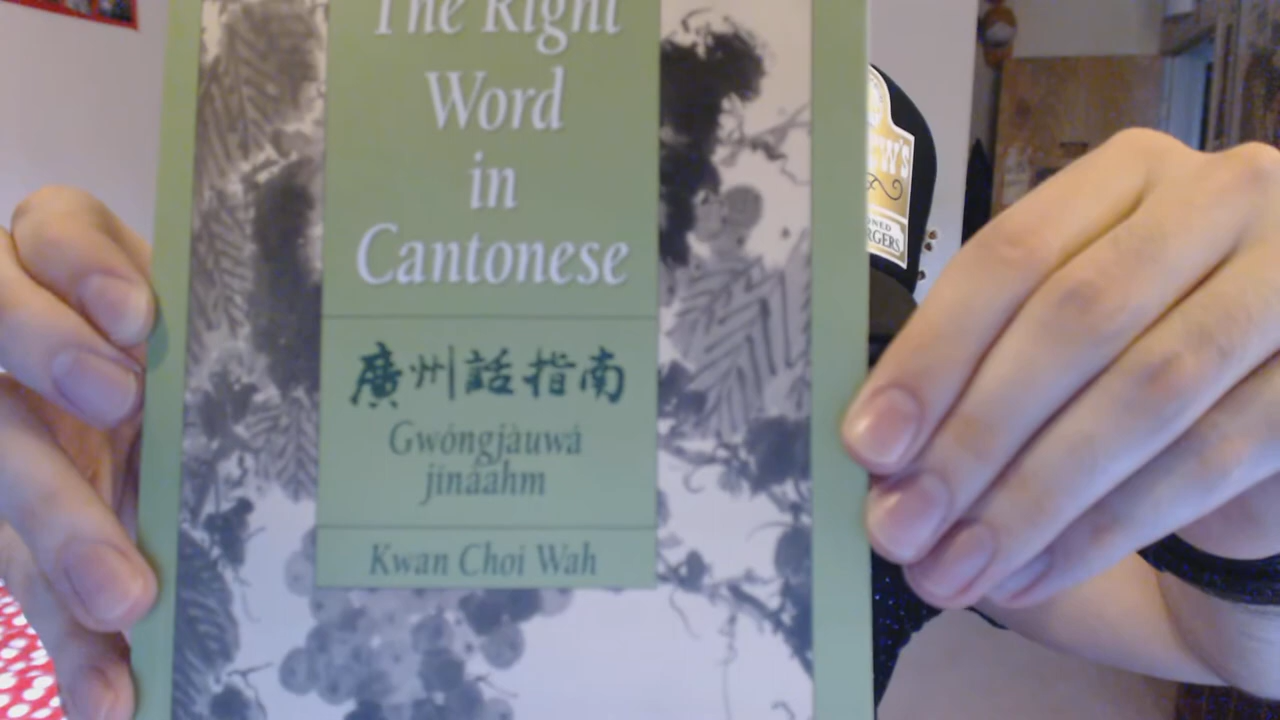 The Right
Word
in
Cantonese
廣州話指南
Gwóngjàuwá
jínàahm
Kwan Choi Wah